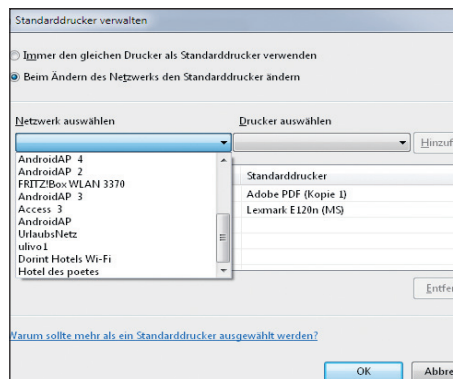 Standarddrucker verwalten
Immer den gleichen Drucker als Standarddrucker verwenden
Beim Ändern des Netzwerks den Standarddrucker ändern
Netzwerk auswählen
Drucker auswählen
Hinzuf
AndroidAP 4
AndroidAP 2
FRITZ!Box WLAN 3370
AndroidAP 3
Access 3
AndroidAP
UrlaubsNetz
ulivo1
Dorint Hotels Wi-Fi
Hotel des poetes
Standarddrucker
Adobe PDF (Kopie 1)
Lexmark E120n (MS)
Entfer
Warum sollte mehr als ein Standarddrucker ausgewählt werden?
OK
Abbre